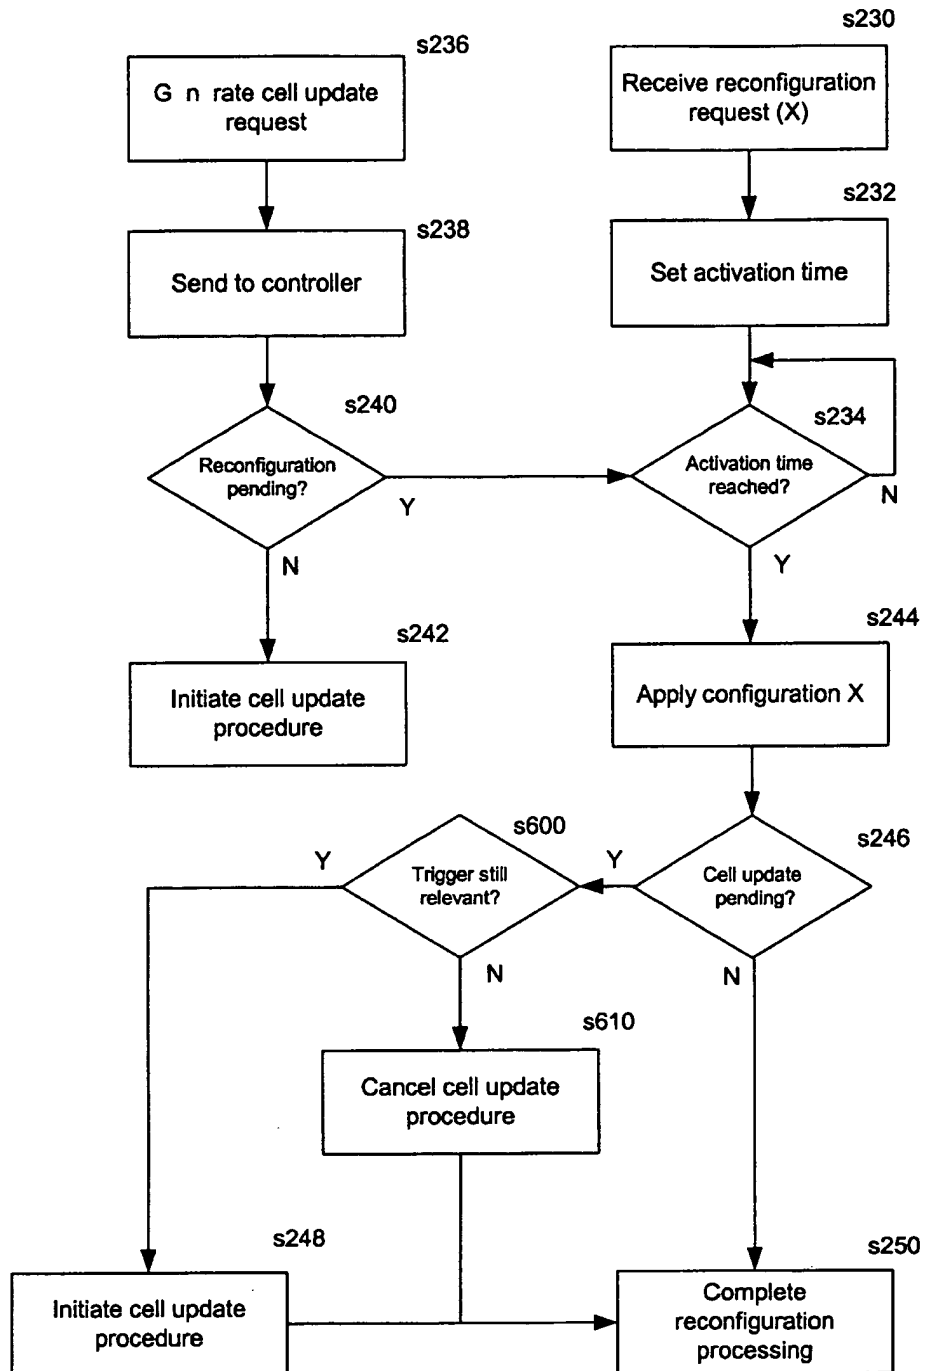 s236
G n rate cell update
request
s230
Receive reconfiguration
request (X)
s238
Send to controller
s232
Set activation time
s240
Reconfiguration
pending?
Y
N
s234
Activation time
reached?
N
Y
s242
Initiate cell update
procedure
s244
Apply configuration X
s246
Cell update
pending?
Y
N
s600
Trigger still
relevant?
Y
N
s610
Cancel cell update
procedure
s248
Initiate cell update
procedure
s250
Complete
reconfiguration
processing